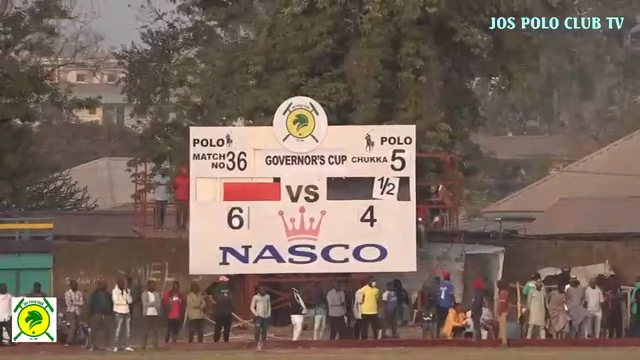 JOS POLO CLUB TV
POLO POLO
MATCH NO 36 GOVERNOR'S CUP CHUKKA 5
VS 1/2
6 4
NASCO